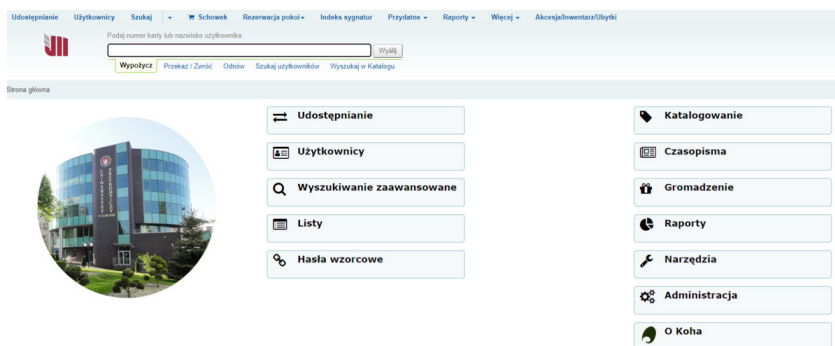 Udostępnianie Użytkownicy Szukaj Schowek Rezerwacja pokoi Indeks sygnatur Przydatne Raporty Więcej Akcesja/Inwentarz/Ubytki
Podaj numer karty lub nazwisko użytkownika:
Wyślij
Wypożycz Przekaż / Zwróć Odnów Szukaj użytkowników Wyszukaj w Katalogu
Strona główna
Udostępnianie
Użytkownicy
Wyszukiwanie zaawansowane
Listy
Hasła wzorcowe
Katalogowanie
Czasopisma
Gromadzenie
Raporty
Narzędzia
Administracja
O Koha